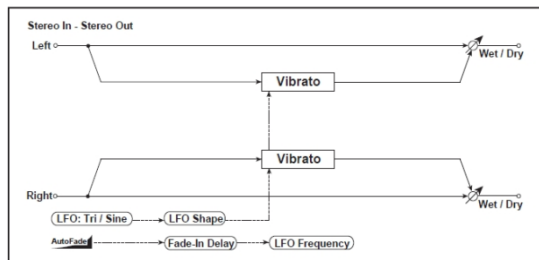 Stereo In - Stereo Out
Left
Wet / Dry
Vibrato
Vibrato
Right
Wet / Dry
LFO: Tri / Sine
LFO Shape
AutoFade
Fade-In Delay
LFO Frequency